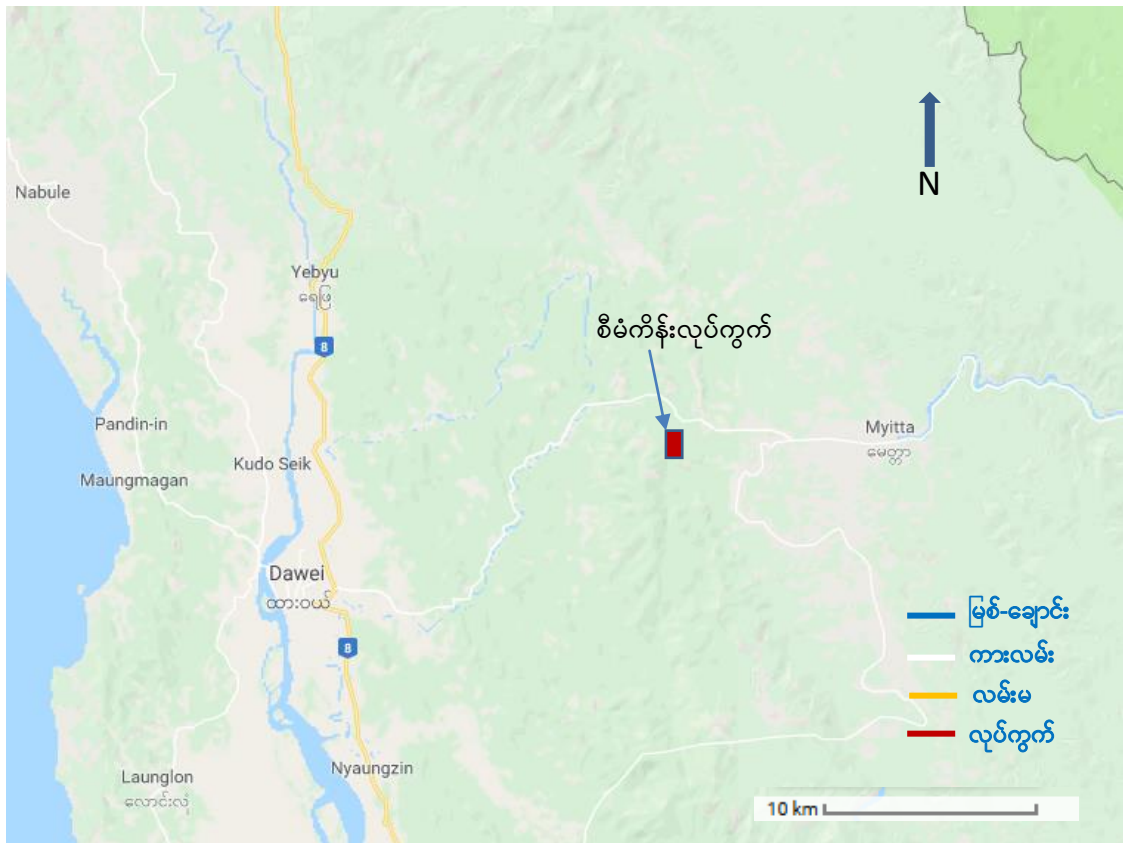 N
Nabule
Yebyu
ရေဖြူ
စီမံကိန်းလုပ်ကွက်
8
Pandin-in
Myitta
မေတ္တာ
Kudo Seik
Maungmagan
Dawei
ထားဝယ်
မြစ်-ချောင်း
8
ကားလမ်း
လမ်းမ
လုပ်ကွက်
Nyaungzin
Launglon
လောင်းလုံ
10 km